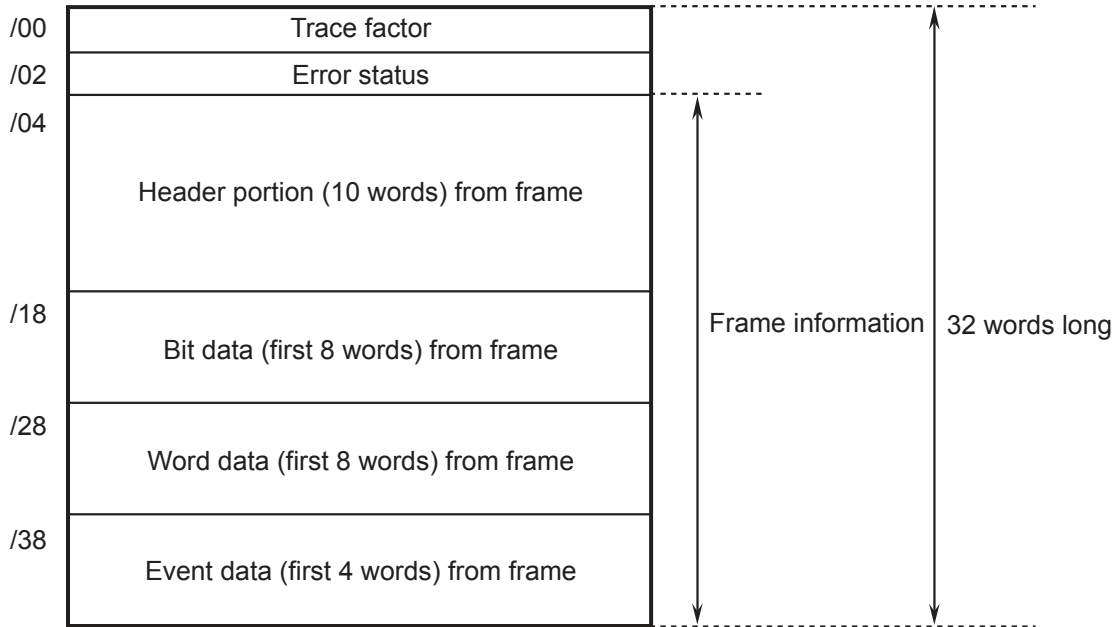 /00 Trace factor
/02 Error status
/04
Header portion (10 words) from frame
/18
Bit data (first 8 words) from frame
Frame information
32 words long
/28
Word data (first 8 words) from frame
/38
Event data (first 4 words) from frame